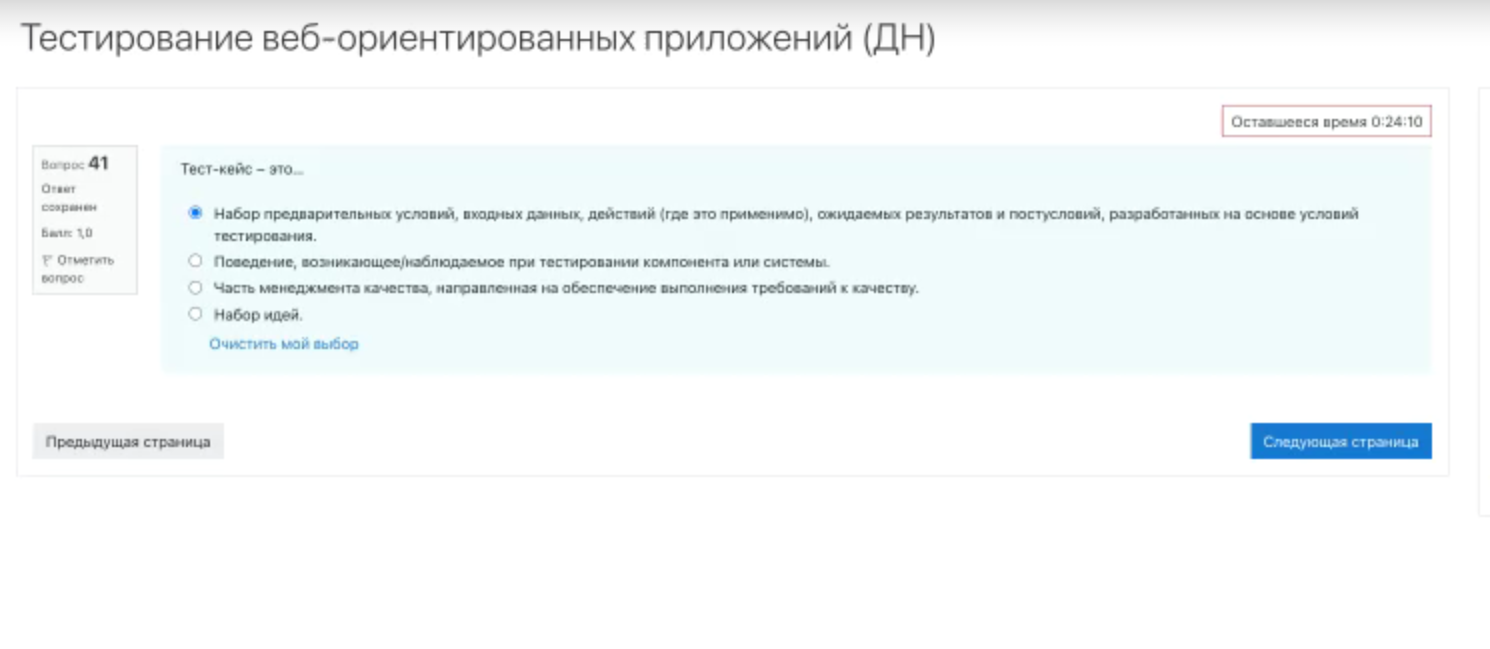 Тестирование веб-ориентированных приложений (ДН)
Оставшееся время 0:24:10
Вопрос 41
Ответ
сохранен
Балл: 1,0
Отметить
вопрос
Тест-кейс – это...
Набор предварительных условий, входных данных, действий (где это применимо), ожидаемых результатов и постусловий, разработанных на основе условий
тестирования.
Поведение, возникающее/наблюдаемое при тестировании компонента или системы.
Часть менеджмента качества, направленная на обеспечение выполнения требований к качеству.
Набор идей.
Очистить мой выбор
Предыдущая страница
Следующая страница